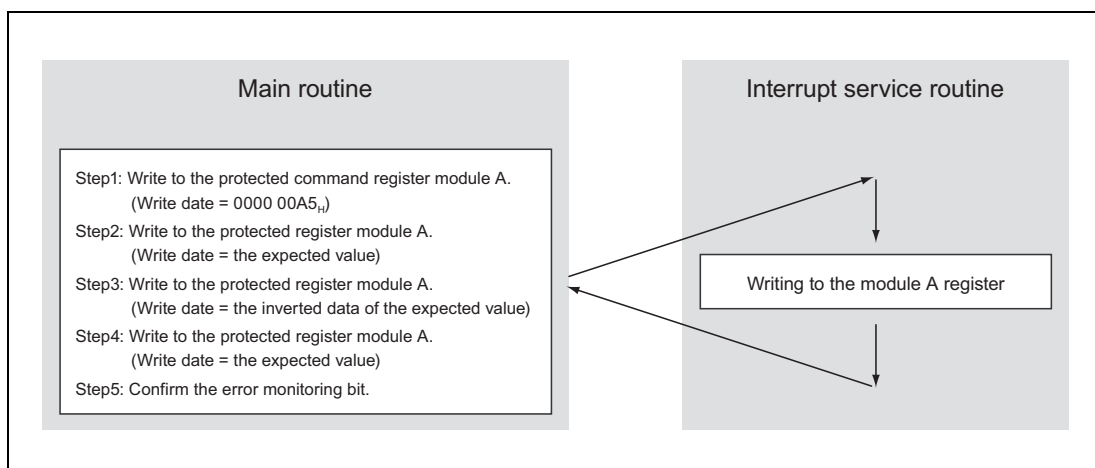 Main routine
Step1: Write to the protected command register module A.
(Write date = 0000 00A5H)
Step2: Write to the protected register module A.
(Write date = the expected value)
Step3: Write to the protected register module A.
(Write date = the inverted data of the expected value)
Step4: Write to the protected register module A.
(Write date = the expected value)
Step5: Confirm the error monitoring bit.
Interrupt service routine
Writing to the module A register